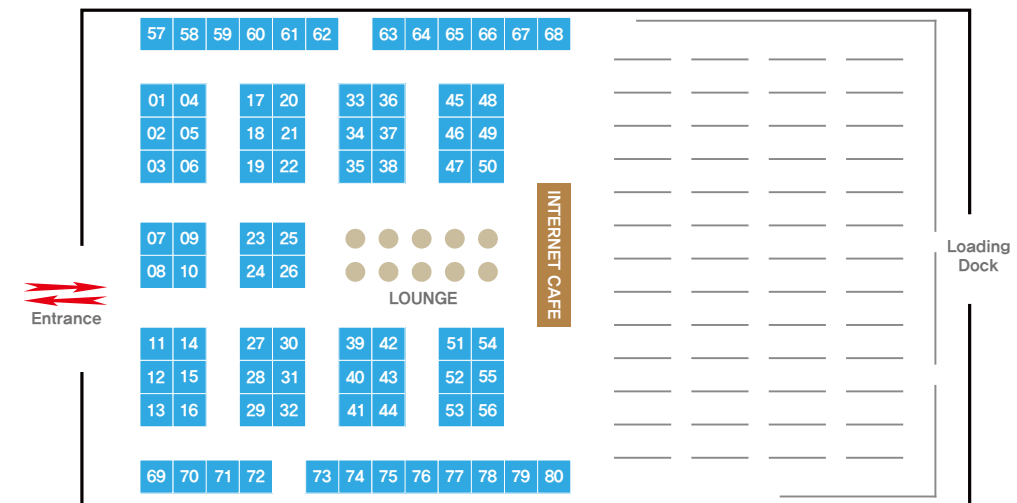 57 58 59 60 61 62 63 64 65 66 67 68
01 04 17 20 33 36 45 48
02 05 18 21 34 37 46 49
03 06 19 22 35 38 47 50
INTERNET CAFE
07 09 23 25
Loading
Dock
08 10 24 26
LOUNGE
Entrance
11 14 27 30 39 42 51 54
12 15 28 31 40 43 52 55
13 16 29 32 41 44 53 56
69 70 71 72 73 74 75 76 77 78 79 80